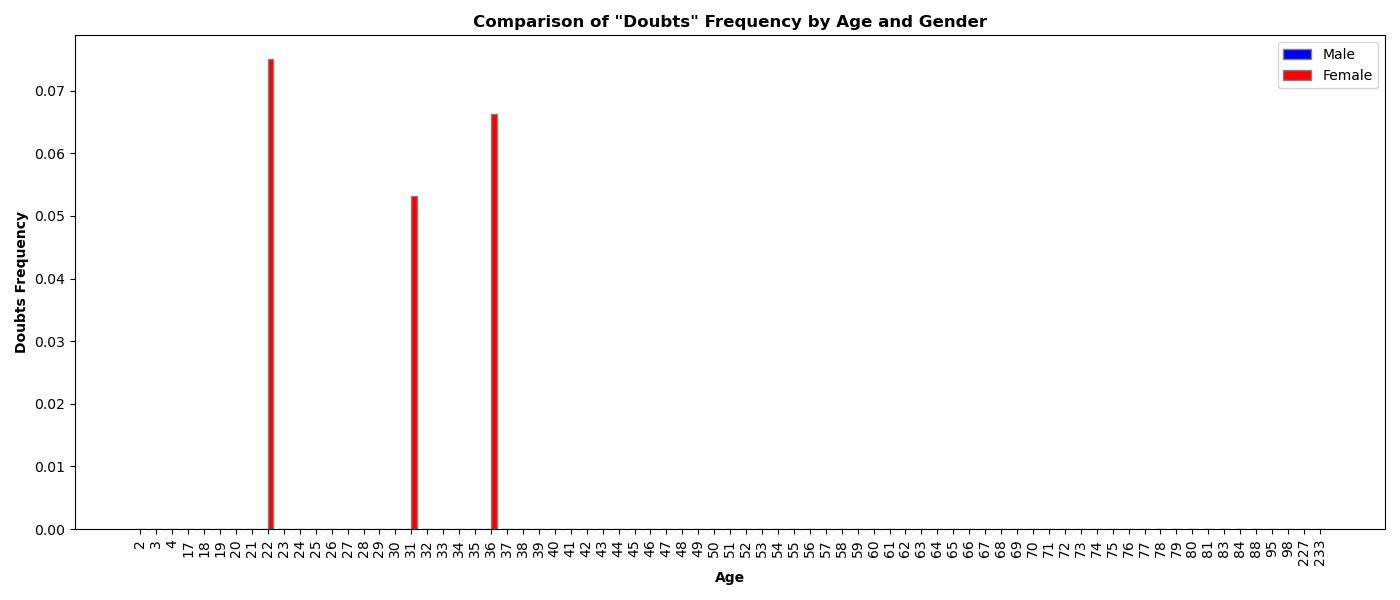 Comparison of "Doubts" Frequency by Age and Gender
Male
Female
Doubts Frequency
0.07
0.06
0.05
0.04
0.03
0.02
0.01
0.00
2 3 4 17 18 19 20 21 22 23 24 25 26 27 28 29 30 31 32 33 34 35 36 37 38 39 40 41 42 43 44 45 46 47 48 49 50 51 52 53 54 55 56 57 58 59 60 61 62 63 64 65 66 67 68 69 70 71 72 73 74 75 76 77 78 79 80 81 83 84 88 95 98 227 233
Age